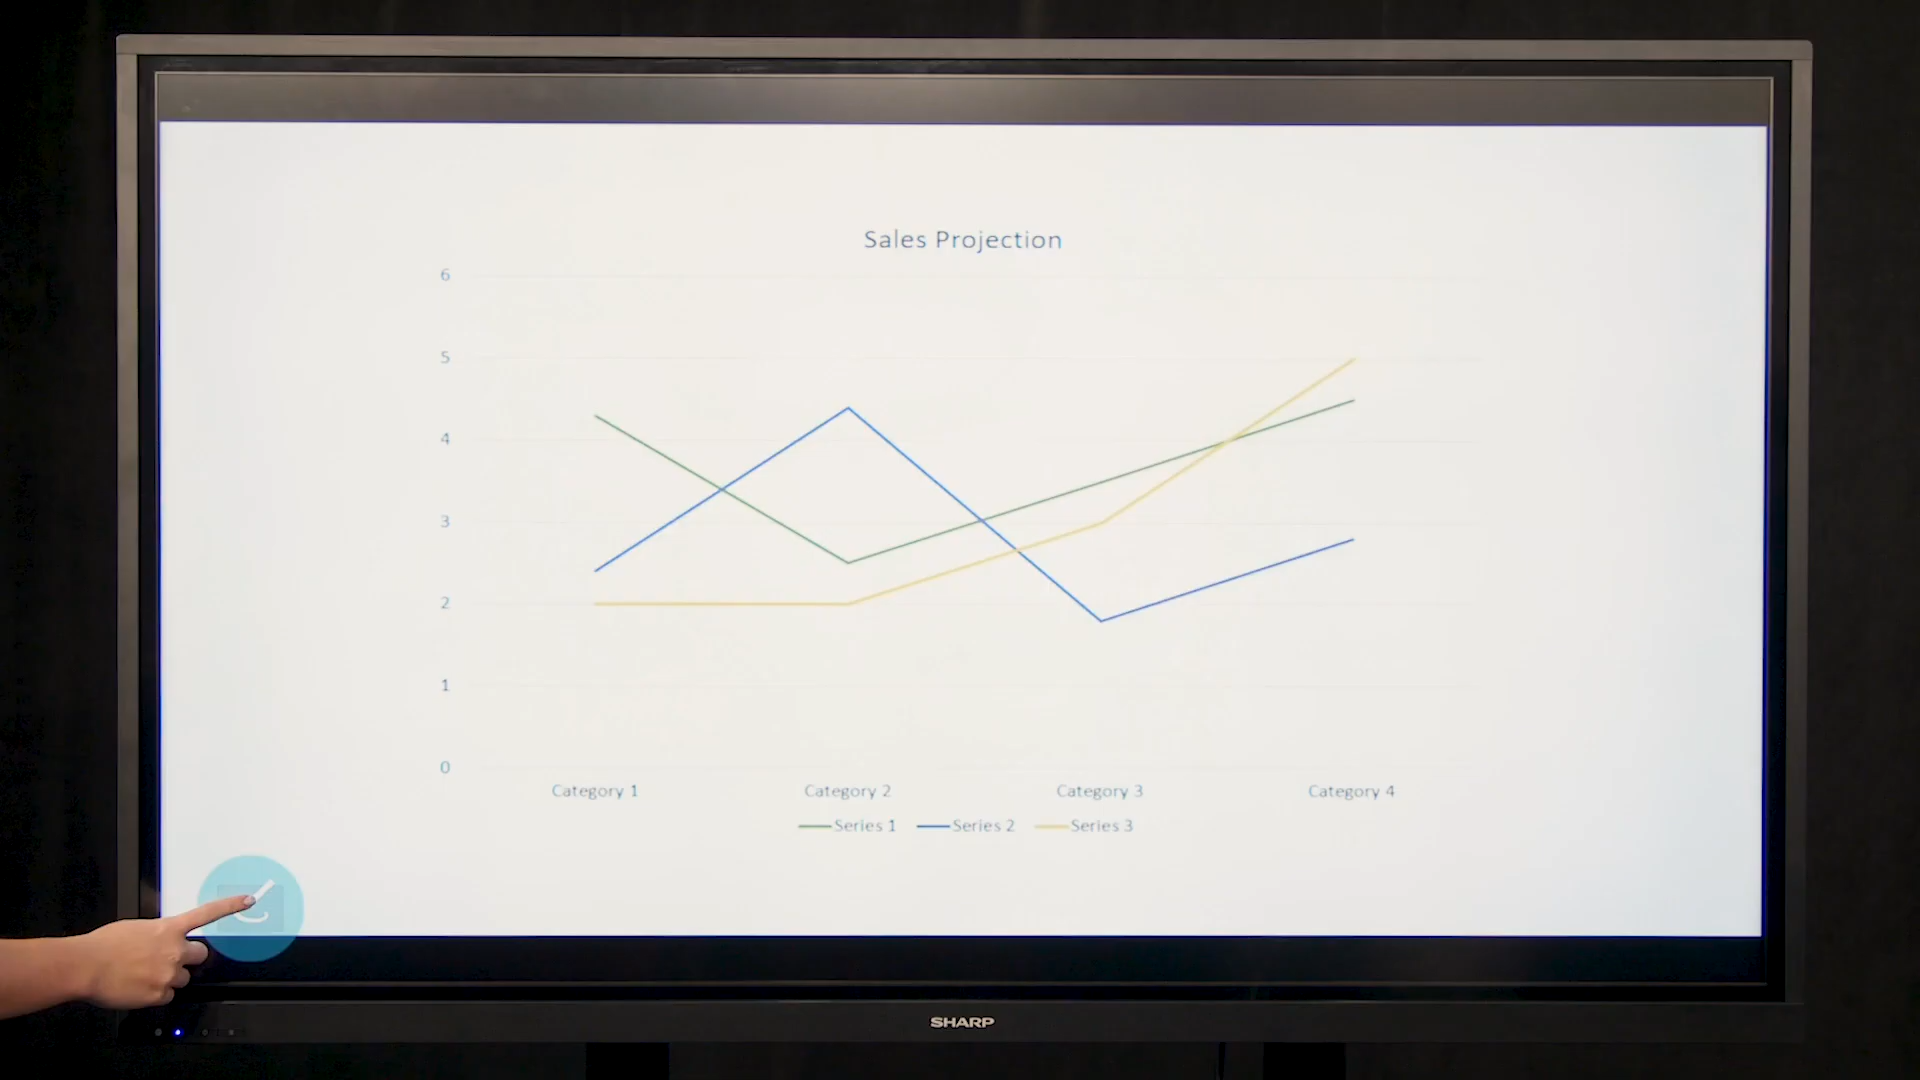 Sales Projection
6
5
4
3
2
1
0
Category 1 Category 2 Category 3 Category 4
Series 1 Series 2 Series 3
SHARP